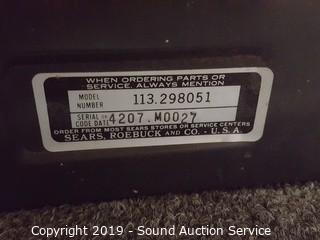 WHEN ORDERING PARTS OR
SERVICE, ALWAYS MENTION
MODEL
NUMBER
113.298051
SERIAL OR
CODE DATE
4207.M0027
ORDER FROM MOST SEARS STORES OR SERVICE CENTERS
SEARS, ROEBUCK AND CO. - U.S.A.
Copyright 2019 - Sound Auction Service